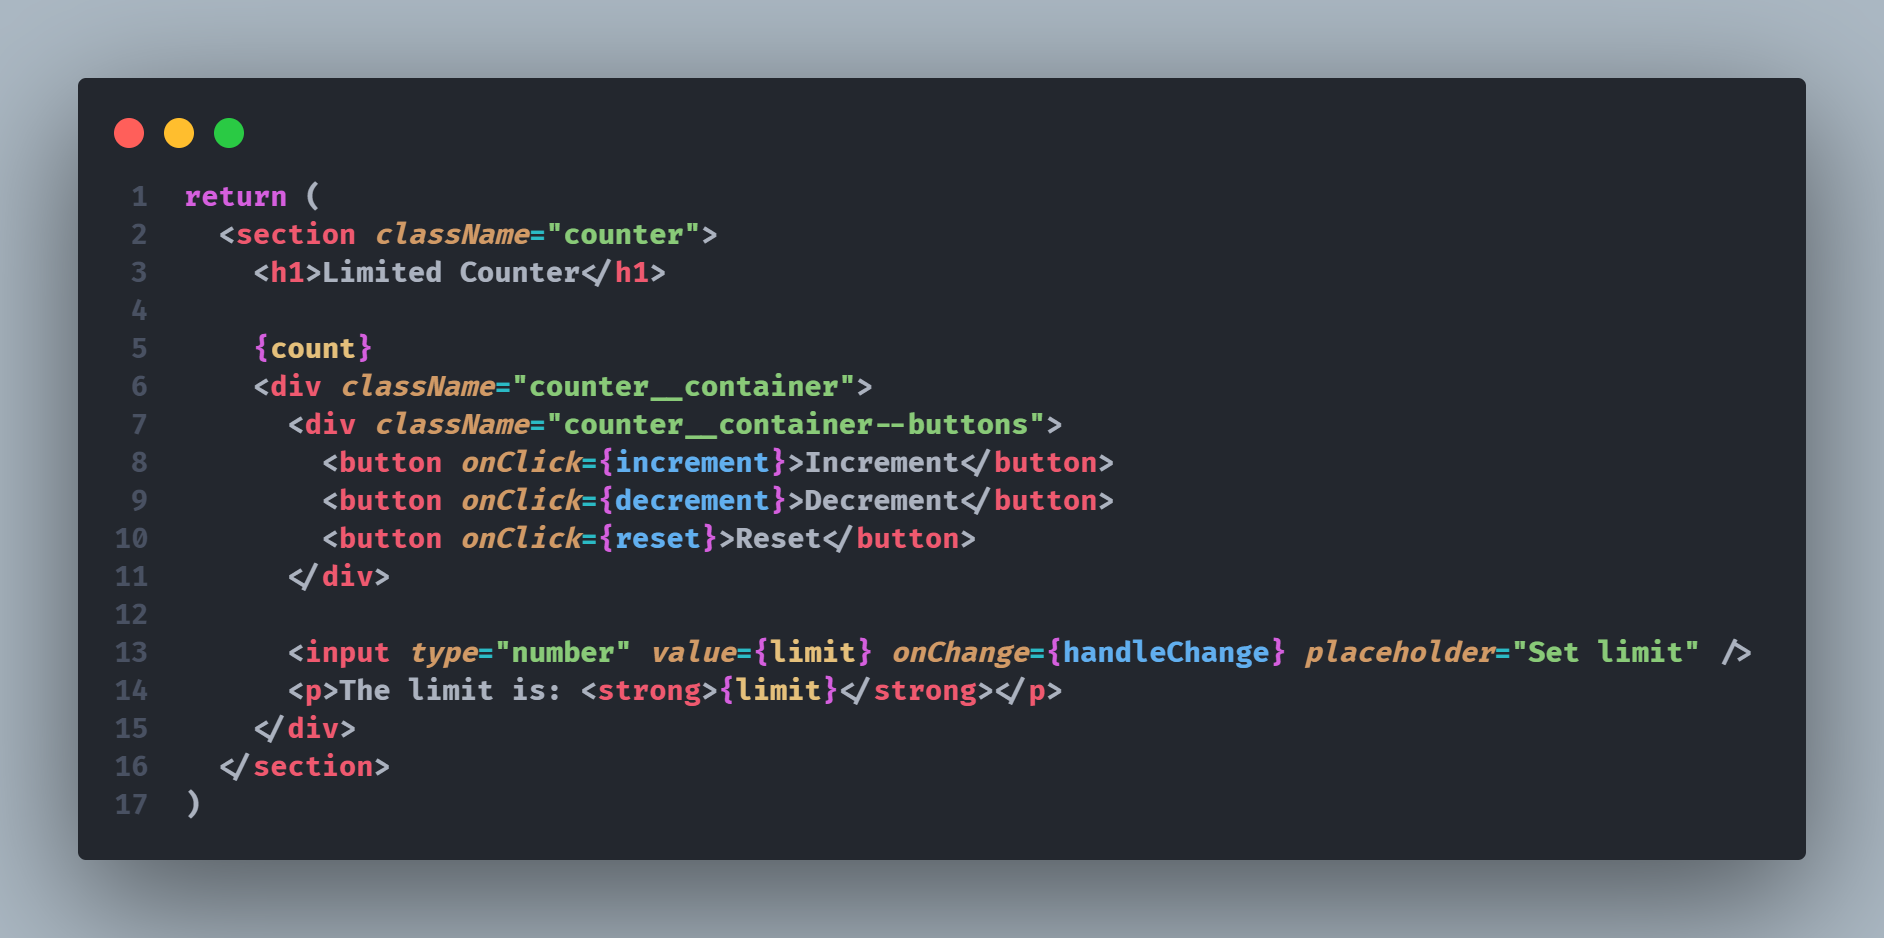 1 return (
2   <section className="counter">
3     <h1>Limited Counter</h1>
4
5     {count}
6     <div className="counter__container">
7       <div className="counter__container--buttons">
8         <button onClick={increment}>Increment</button>
9         <button onClick={decrement}>Decrement</button>
10         <button onClick={reset}>Reset</button>
11       </div>
12
13       <input type="number" value={limit} onChange={handleChange} placeholder="Set limit" />
14       <p>The limit is: <strong>{limit}</strong></p>
15     </div>
16   </section>
17 )